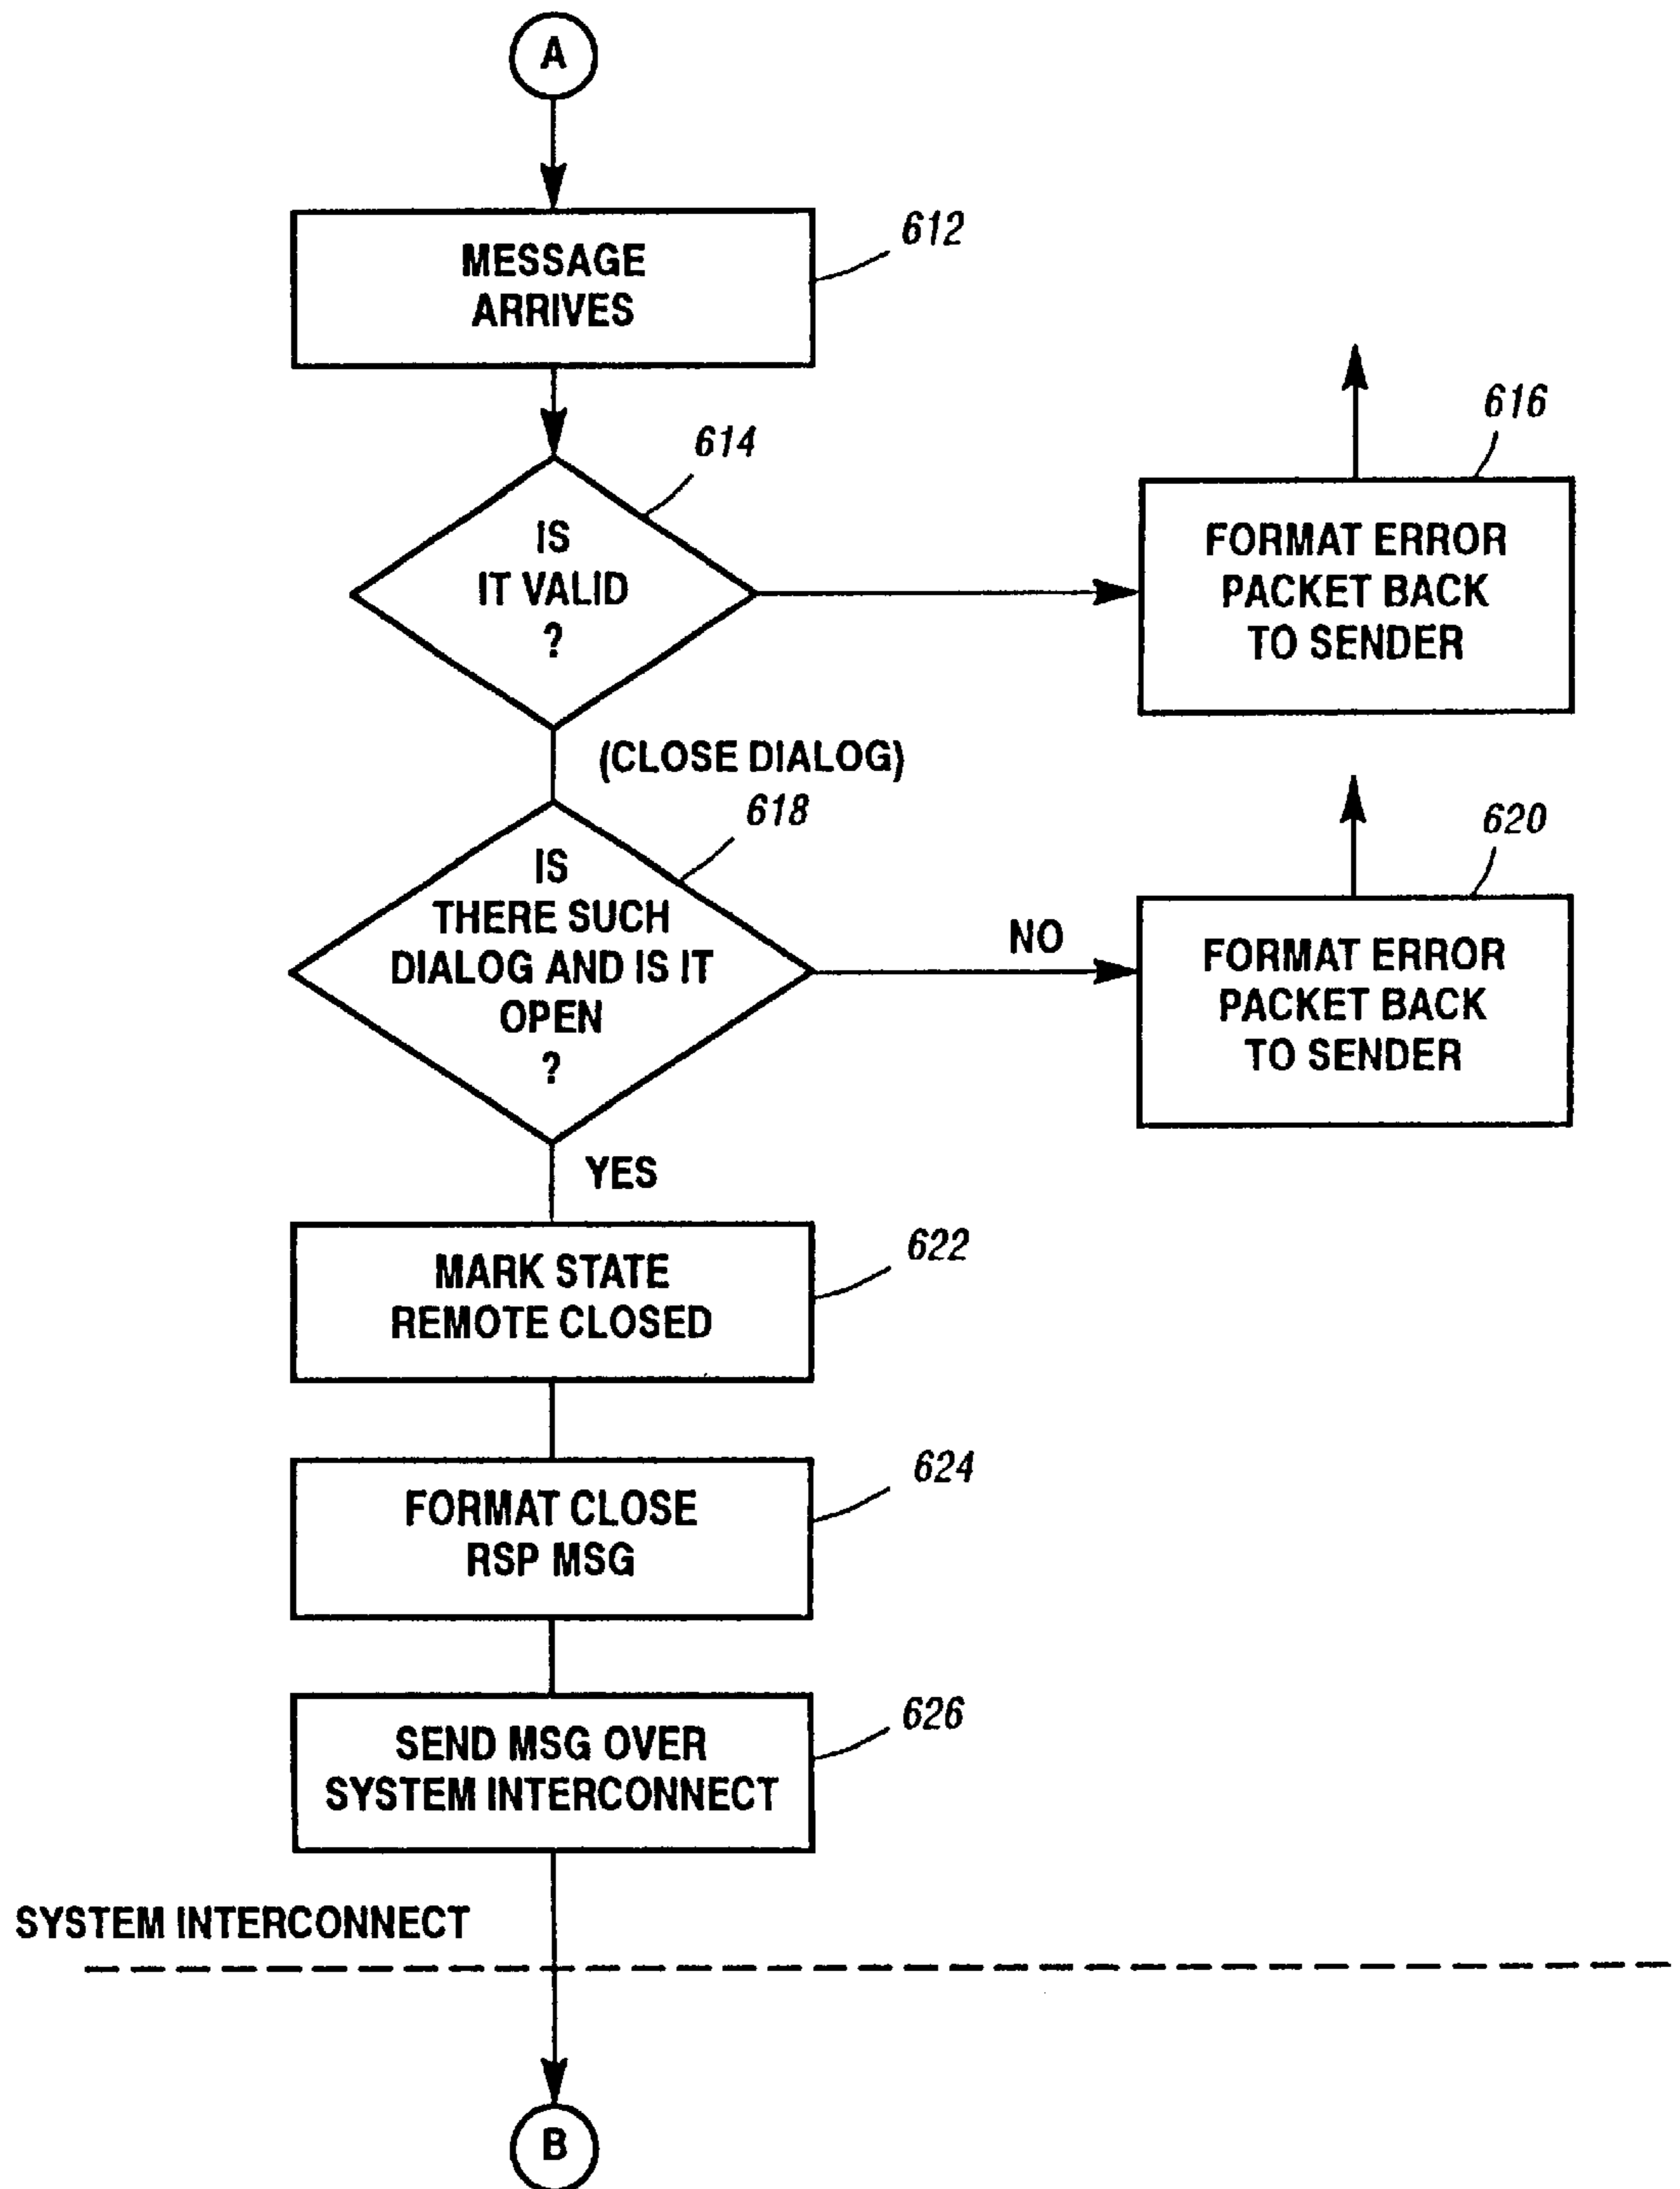 A
612
MESSAGE
ARRIVES
616
614
IS
IT VALID
?
FORMAT ERROR
PACKET BACK
TO SENDER
(CLOSE DIALOG)
618
620
IS
THERE SUCH
DIALOG AND IS IT
OPEN
?
NO
FORMAT ERROR
PACKET BACK
TO SENDER
YES
622
MARK STATE
REMOTE CLOSED
624
FORMAT CLOSE
RSP MSG
626
SEND MSG OVER
SYSTEM INTERCONNECT
SYSTEM INTERCONNECT
B